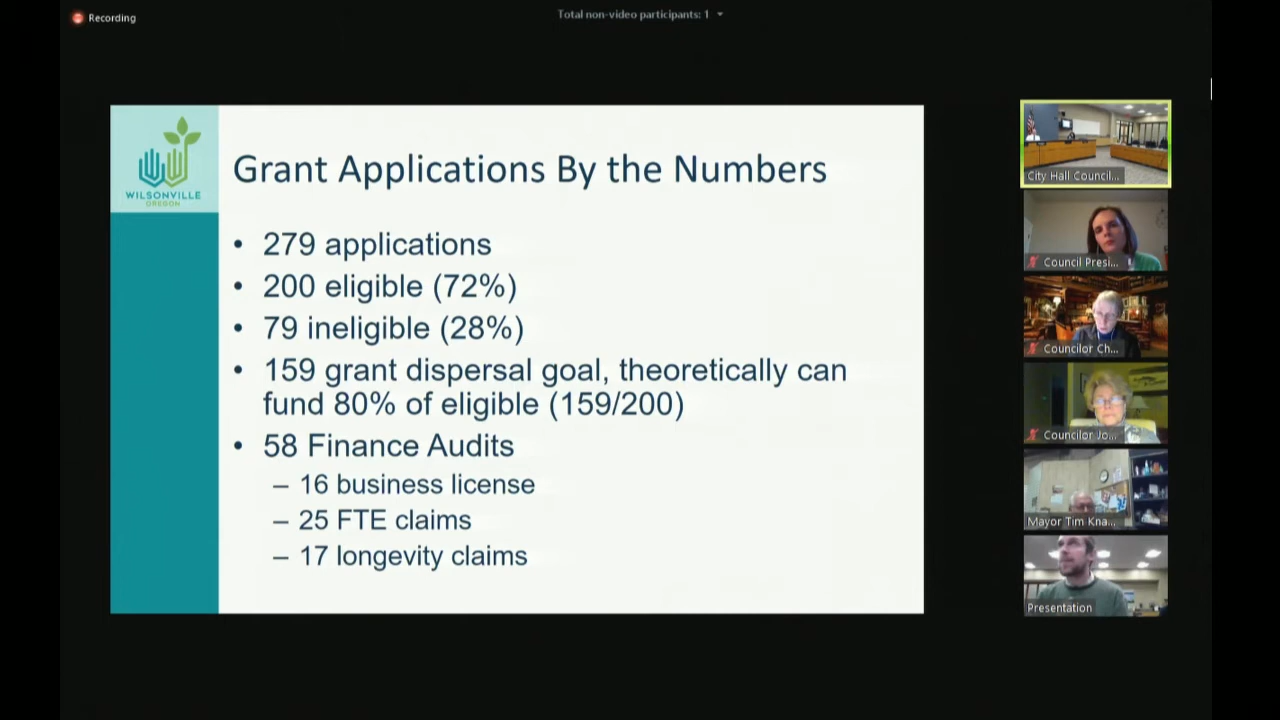 Recording
Total non-video participants: 1
WILSONVILLE
OREGON
Grant Applications By the Numbers
• 279 applications
• 200 eligible (72%)
• 79 ineligible (28%)
• 159 grant dispersal goal, theoretically can
fund 80% of eligible (159/200)
• 58 Finance Audits
– 16 business license
– 25 FTE claims
– 17 longevity claims
City Hall Council...
Council Presi...
Councilor Ch...
Councilor Jo...
Mayor Tim Kna...
Presentation